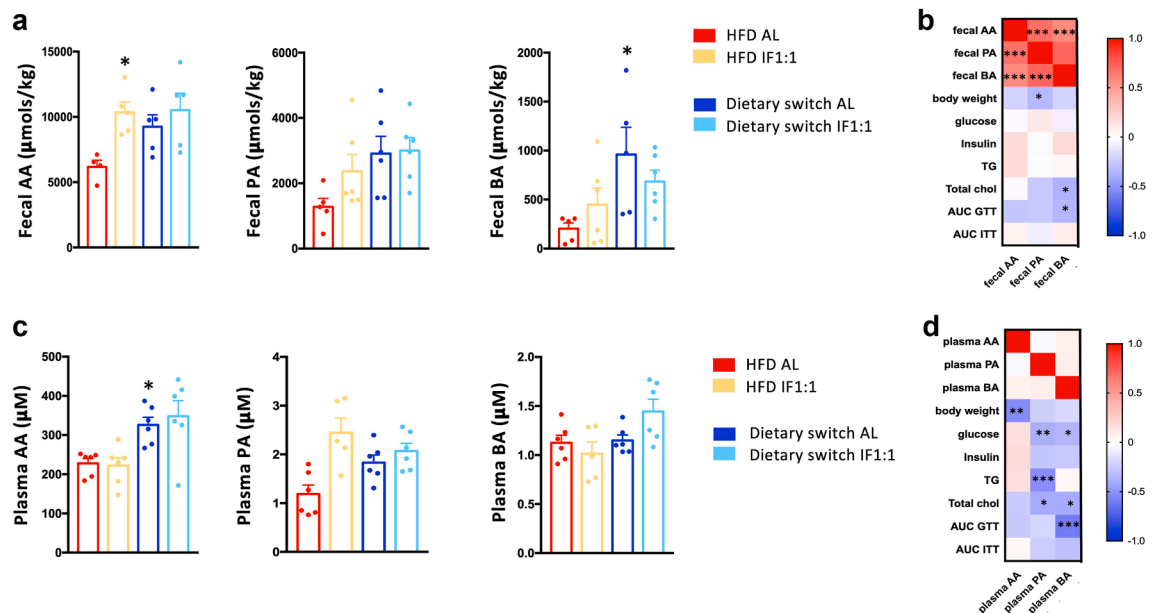 a
Fecal AA (µmols/kg)
15000
10000
5000
0
*
Fecal PA (µmols/kg)
6000
4000
2000
0
Fecal BA (µmols/kg)
2000
1500
1000
500
0
*
HFD AL
HFD IF1:1
Dietary switch AL
Dietary switch IF1:1
b
fecal AA *** ***
fecal PA ***
fecal BA *** ***
body weight *
glucose
Insulin
TG
Total chol *
AUC GTT *
AUC ITT
fecal AA
fecal PA
fecal BA
1.0
0.5
0
-0.5
-1.0
c
Plasma AA (µM)
500
400
300
200
100
0
*
Plasma PA (µM)
4
3
2
1
0
Plasma BA (µM)
2.0
1.5
1.0
0.5
0.0
HFD AL
HFD IF1:1
Dietary switch AL
Dietary switch IF1:1
d
plasma AA
plasma PA
plasma BA
body weight **
glucose ** *
Insulin
TG ***
Total chol * *
AUC GTT ***
AUC ITT
plasma AA
plasma PA
plasma BA
1.0
0.5
0
-0.5
-1.0